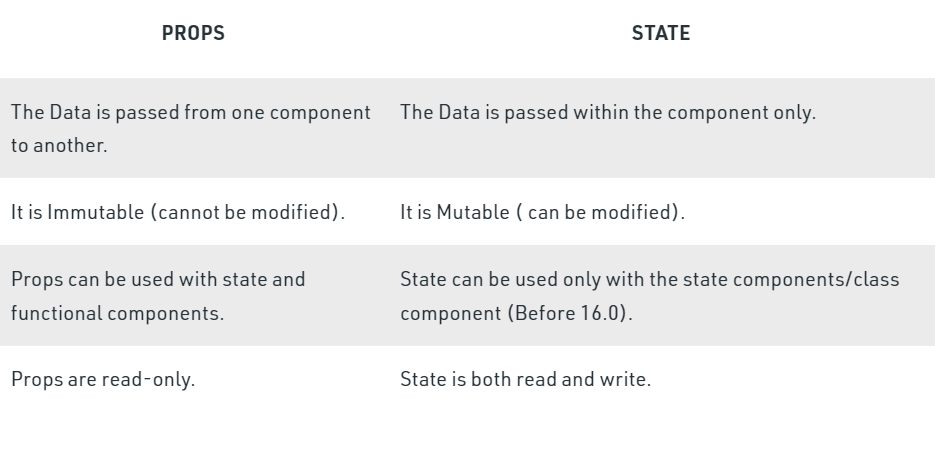 PROPS STATE
The Data is passed from one component The Data is passed within the component only.
to another.
It is Immutable (cannot be modified). It is Mutable ( can be modified).
Props can be used with state and State can be used only with the state components/class
functional components. component (Before 16.0).
Props are read-only. State is both read and write.